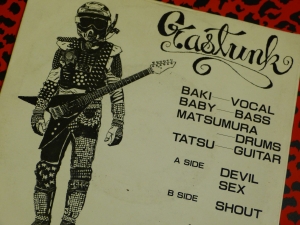 Gastunk
BAKI—VOCAL
BABY—BASS
MATSUMURA
—DRUMS
TATSU—GUITAR
A SIDE DEVIL
SEX
B SIDE SHOUT